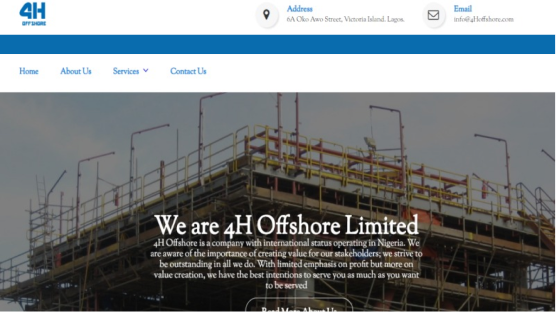 4H
OFFSHORE
Address
6A Oko Awo Street, Victoria Island. Lagos.
Email
info@4Hoffshore.com
Home
About Us
Services
Contact Us
We are 4H Offshore Limited
4H Offshore is a company with international status operating in Nigeria. We
are aware of the importance of creating value for our stakeholders; we strive to
be outstanding in all we do. With limited emphasis on profit but more on
value creation, we have the best intentions to serve you as much as you want
to be served
Read More About Us